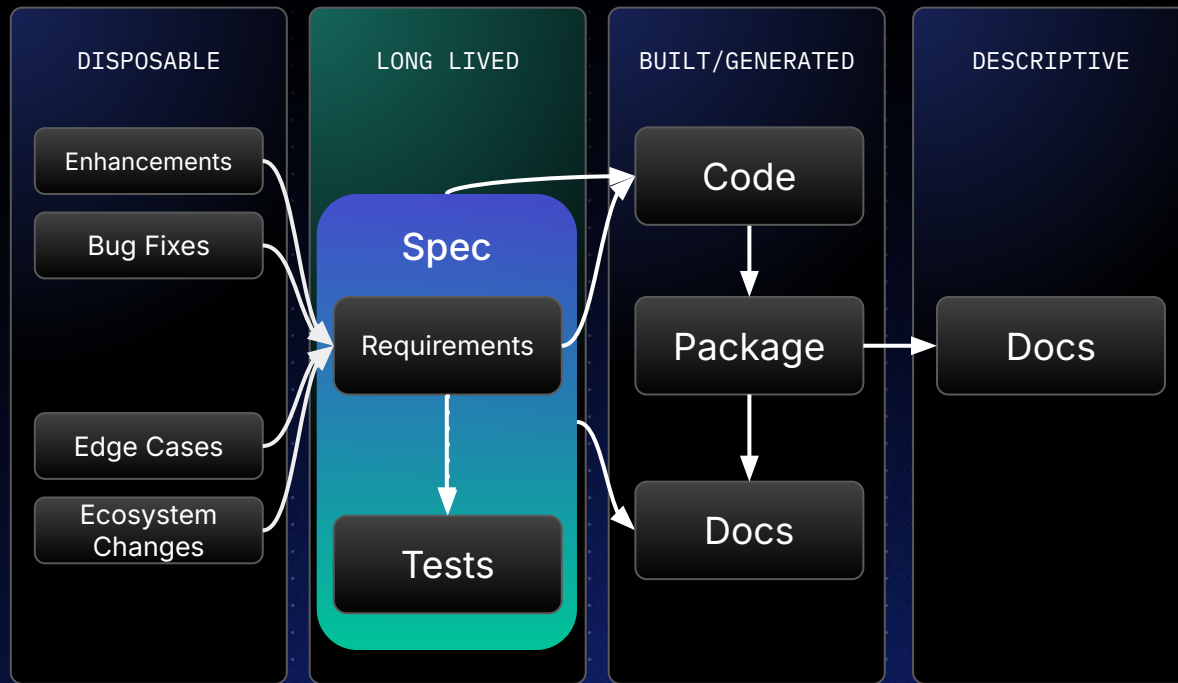 DISPOSABLE
Enhancements
Bug Fixes
Edge Cases
Ecosystem
Changes
LONG LIVED
Spec
Requirements
Tests
BUILT/GENERATED
Code
Package
Docs
DESCRIPTIVE
Docs